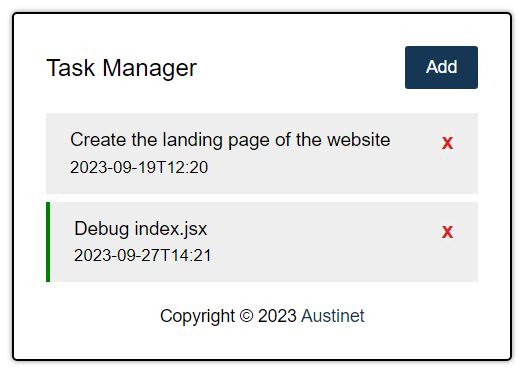 Task Manager
Add
Create the landing page of the website
x
2023-09-19T12:20
Debug index.jsx
x
2023-09-27T14:21
Copyright © 2023 Austinet